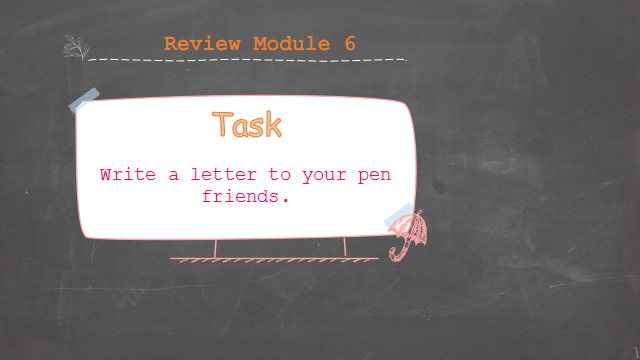 Review Module 6
Task
Write a letter to your pen
friends.